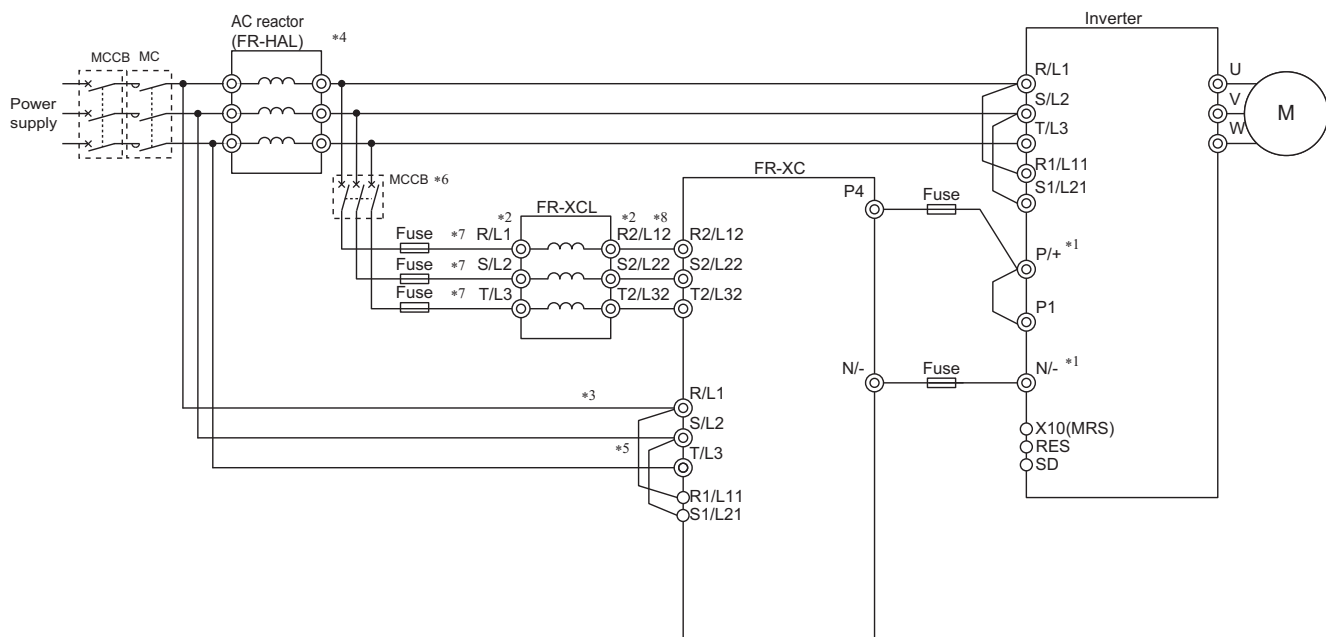 AC reactor
(FR-HAL) *4
Inverter
MCCB MC
Power
supply
R/L1
S/L2
T/L3
R1/L11
S1/L21
U
V
W
M
MCCB *6
FR-XC
P4
Fuse
P/+ *1
P1
FR-XCL
*2 *2 *8
Fuse *7 R/L1 R2/L12 R2/L12
Fuse *7 S/L2 S2/L22 S2/L22
Fuse *7 T/L3 T2/L32 T2/L32
N/- Fuse N/- *1
*3 R/L1
S/L2
*5 T/L3
R1/L11
S1/L21
X10(MRS)
RES
SD